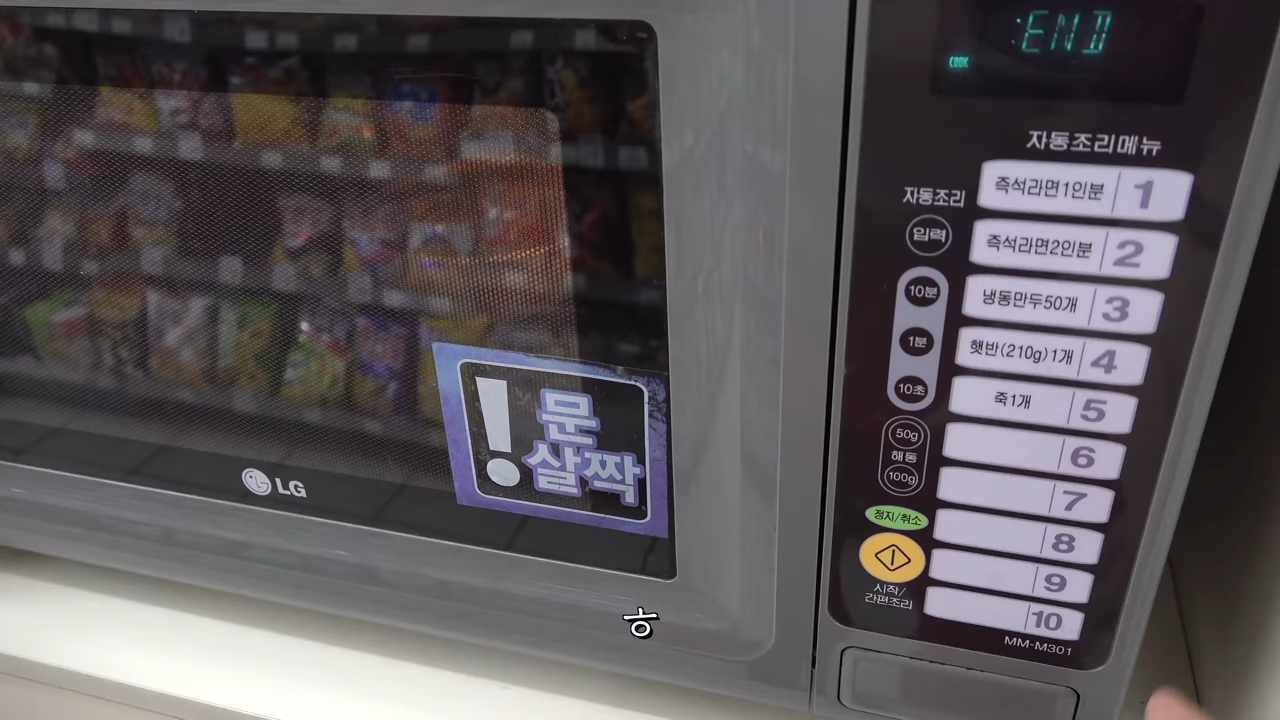 END
COOK
자동조리메뉴
자동조리
입력
10분
1분
10초
50g
해동
100g
정지/취소
시작/
간편조리
즉석라면1인분 1
즉석라면2인분 2
냉동만두50개 3
햇반(210g)1개 4
죽1개 5
6
7
8
9
10
MM-M301
! 문
살짝
LG
ㅎ